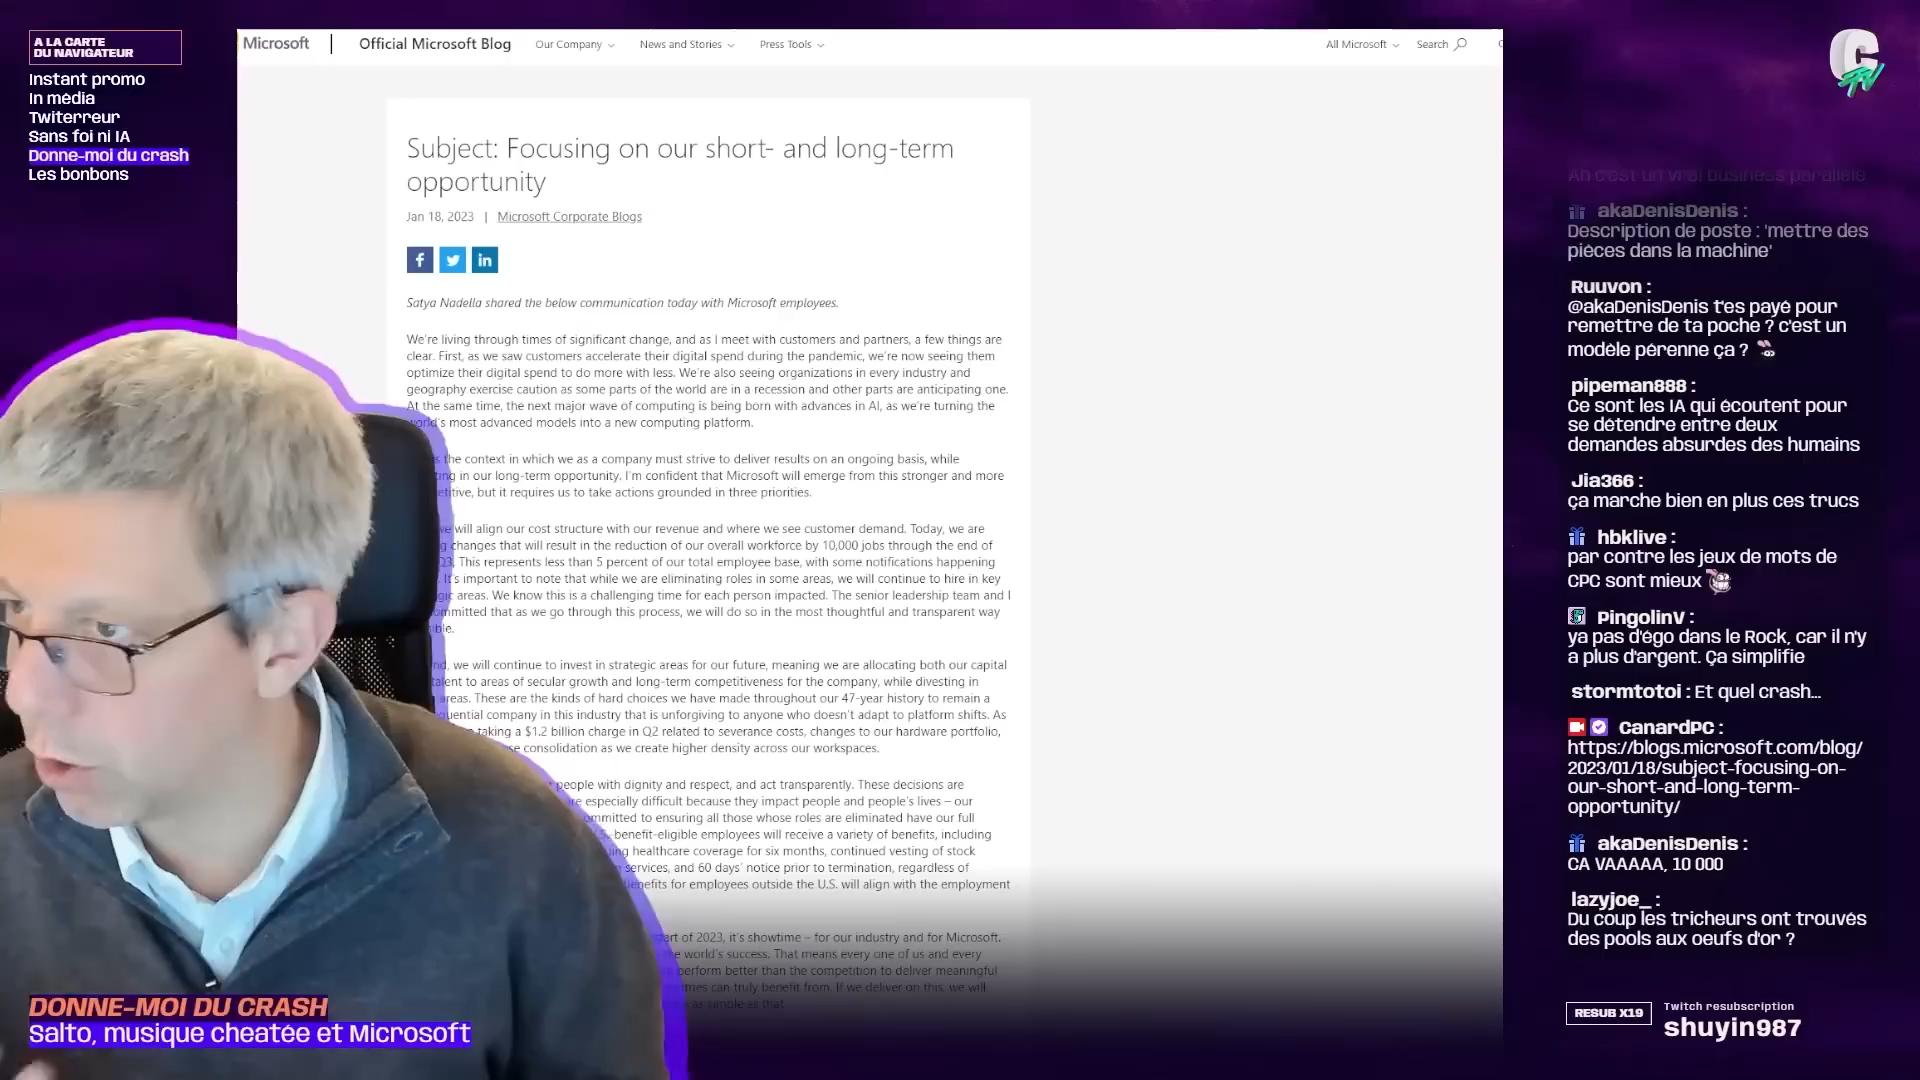 A LA CARTE
DU NAVIGATEUR
Instant promo
In média
Twiterreur
Sans foi ni IA
Donne-moi du crash
Les bonbons
Microsoft
Official Microsoft Blog
Our Company
News and Stories
Press Tools
All Microsoft
Search
Subject: Focusing on our short- and long-term
opportunity
Jan 18, 2023 | Microsoft Corporate Blogs
Satya Nadella shared the below communication today with Microsoft employees.
We're living through times of significant change, and as I meet with customers and partners, a few things are
clear. First, as we saw customers accelerate their digital spend during the pandemic, we're now seeing them
optimize their digital spend to do more with less. We're also seeing organizations in every industry and
geography exercise caution as some parts of the world are in a recession and other parts are anticipating one.
At the same time, the next major wave of computing is being born with advances in AI, as we're turning the
world's most advanced models into a new computing platform.
the context in which we as a company must strive to deliver results on an ongoing basis, while
in our long-term opportunity. I'm confident that Microsoft will emerge from this stronger and more
but it requires us to take actions grounded in three priorities.
we will align our cost structure with our revenue and where we see customer demand. Today, we are
changes that will result in the reduction of our overall workforce by 10,000 jobs through the end of
This represents less than 5 percent of our total employee base, with some notifications happening
It's important to note that while we are eliminating roles in some areas, we will continue to hire in key
areas. We know this is a challenging time for each person impacted. The senior leadership team and I
committed that as we go through this process, we will do so in the most thoughtful and transparent way
we will continue to invest in strategic areas for our future, meaning we are allocating both our capital
talent to areas of secular growth and long-term competitiveness for the company, while divesting in
areas. These are the kinds of hard choices we have made throughout our 47-year history to remain a
company in this industry that is unforgiving to anyone who doesn't adapt to platform shifts. As
taking a $1.2 billion charge in Q2 related to severance costs, changes to our hardware portfolio,
consolidation as we create higher density across our workspaces.
people with dignity and respect, and act transparently. These decisions are
especially difficult because they impact people and people's lives – our
committed to ensuring all those whose roles are eliminated have our full
benefit-eligible employees will receive a variety of benefits, including
healthcare coverage for six months, continued vesting of stock
services, and 60 days' notice prior to termination, regardless of
benefits for employees outside the U.S. will align with the employment
of 2023, it's showtime – for our industry and for Microsoft.
the world's success. That means every one of us and every
perform better than the competition to deliver meaningful
can truly benefit from. If we deliver on this, we will
as simple as that.
C
TV
Ah c'est un vrai business parallèle
akaDenisDenis :
Description de poste : 'mettre des
pièces dans la machine'
Ruuvon :
@akaDenisDenis t'es payé pour
remettre de ta poche ? c'est un
modèle pérenne ça ?
pipeman888 :
Ce sont les IA qui écoutent pour
se détendre entre deux
demandes absurdes des humains
Jia366 :
ça marche bien en plus ces trucs
hbklive :
par contre les jeux de mots de
CPC sont mieux
PingolinV :
ya pas d'égo dans le Rock, car il n'y
a plus d'argent. Ça simplifie
stormtotoi : Et quel crash...
CanardPC :
https://blogs.microsoft.com/blog/
2023/01/18/subject-focusing-on-
our-short-and-long-term-
opportunity/
akaDenisDenis :
CA VAAAAA, 10 000
lazyjoe_ :
Du coup les tricheurs ont trouvés
des pools aux oeufs d'or ?
RESUB X19
Twitch resubscription
shuyin987
DONNE-MOI DU CRASH
Salto, musique cheatée et Microsoft